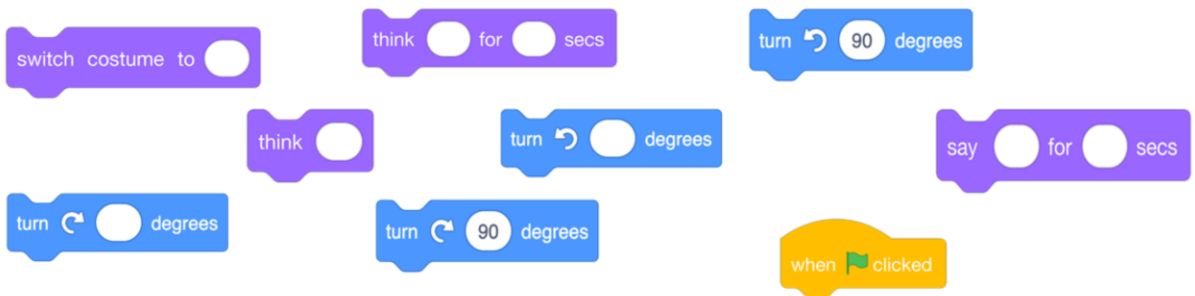 switch costume to
think for secs
turn 90 degrees
think
turn degrees
say for secs
turn degrees
turn 90 degrees
when clicked